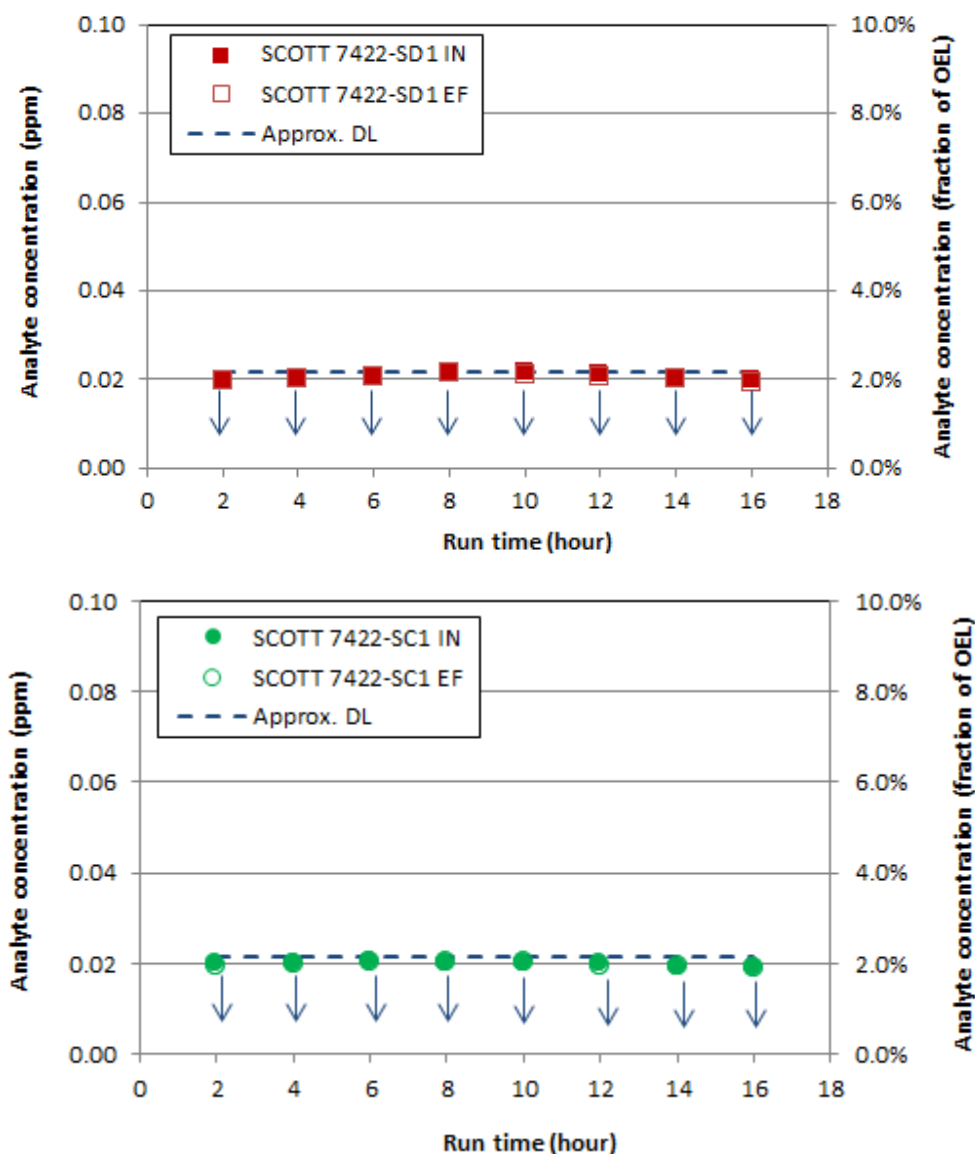 0.10
0.08
0.06
0.04
0.02
0.00
Analyte concentration (ppm)
SCOTT 7422-SD1 IN
SCOTT 7422-SD1 EF
Approx. DL
10.0%
8.0%
6.0%
4.0%
2.0%
0.0%
Analyte concentration (fraction of OEL)
0 2 4 6 8 10 12 14 16 18
Run time (hour)
0.10
0.08
0.06
0.04
0.02
0.00
Analyte concentration (ppm)
SCOTT 7422-SC1 IN
SCOTT 7422-SC1 EF
Approx. DL
10.0%
8.0%
6.0%
4.0%
2.0%
0.0%
Analyte concentration (fraction of OEL)
0 2 4 6 8 10 12 14 16 18
Run time (hour)